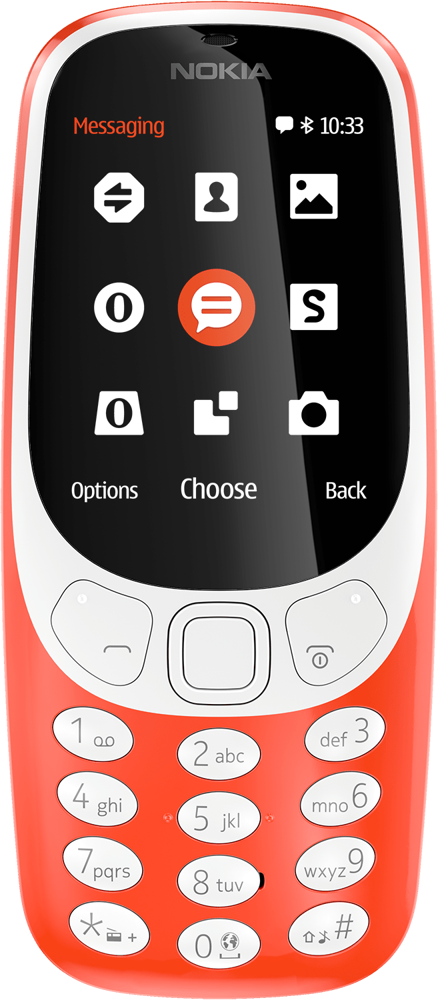 NOKIA
Messaging 10:33
O S
O
Options Choose Back
1
2 abc
def 3
4 ghi
5 jkl
mno 6
7 pqrs
8 tuv
wxyz 9
* +
0
#